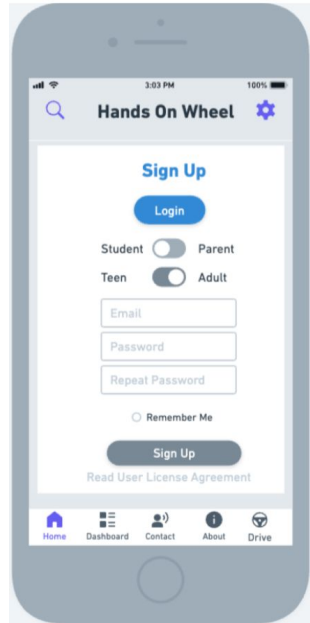 3:03 PM 100%
Hands On Wheel
Sign Up
Login
Student Parent
Teen Adult
Email
Password
Repeat Password
Remember Me
Sign Up
Read User License Agreement
Home Dashboard Contact About Drive